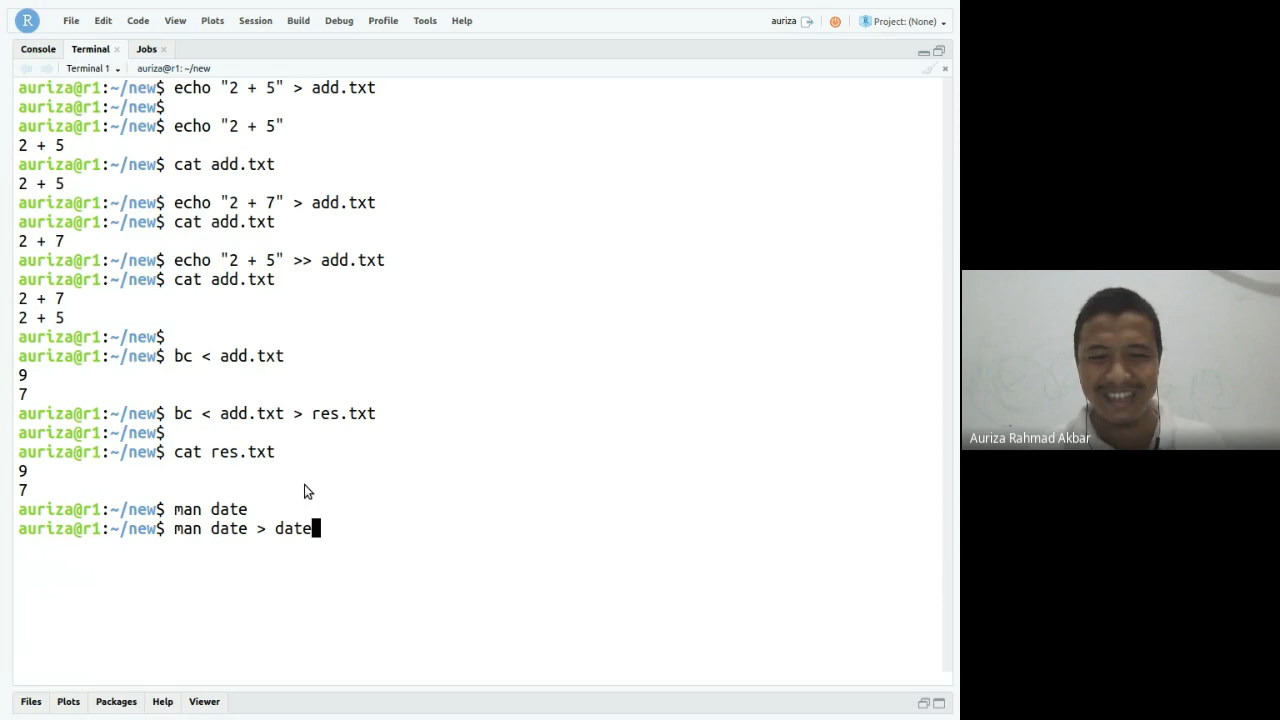 R File Edit Code View Plots Session Build Debug Profile Tools Help auriza R Project: (None)
Console Terminal Jobs
Terminal 1 auriza@r1: ~/new
auriza@r1:~/new$ echo "2 + 5" > add.txt
auriza@r1:~/new$
auriza@r1:~/new$ echo "2 + 5"
2 + 5
auriza@r1:~/new$ cat add.txt
2 + 5
auriza@r1:~/new$ echo "2 + 7" > add.txt
auriza@r1:~/new$ cat add.txt
2 + 7
auriza@r1:~/new$ echo "2 + 5" >> add.txt
auriza@r1:~/new$ cat add.txt
2 + 7
2 + 5
auriza@r1:~/new$
auriza@r1:~/new$ bc < add.txt
9
7
auriza@r1:~/new$ bc < add.txt > res.txt
auriza@r1:~/new$
auriza@r1:~/new$ cat res.txt
9
7
auriza@r1:~/new$ man date
auriza@r1:~/new$ man date > date
Auriza Rahmad Akbar
Files Plots Packages Help Viewer